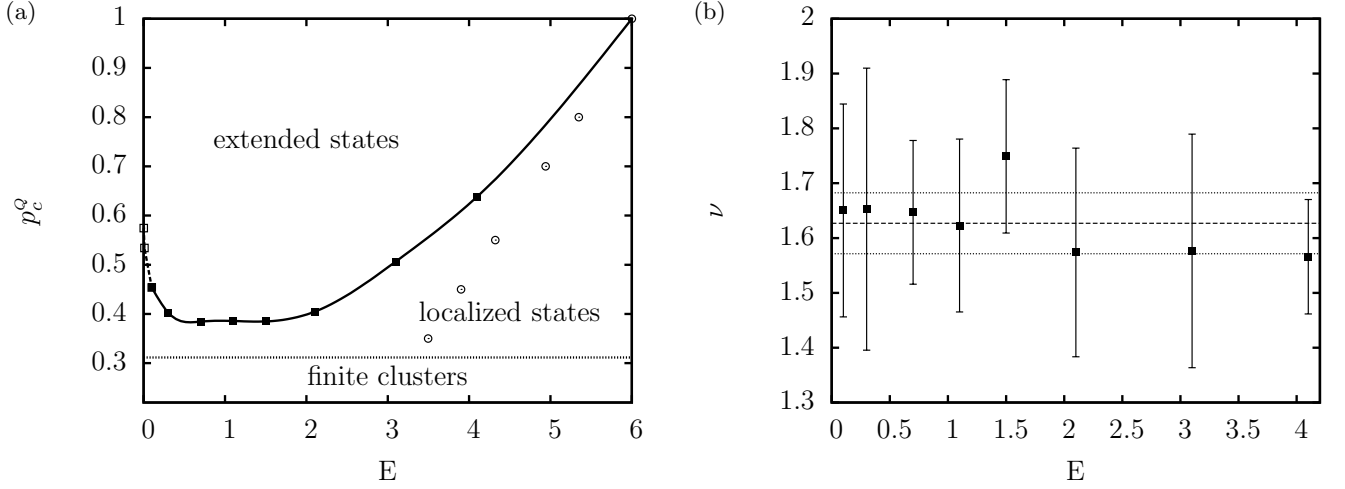 (a)
1
0.9
0.8
0.7
0.6
0.5
0.4
0.3
p_c^Q
extended states
localized states
finite clusters
0 1 2 3 4 5 6
E
(b)
2
1.9
1.8
1.7
1.6
1.5
1.4
1.3
ν
0 0.5 1 1.5 2 2.5 3 3.5 4
E